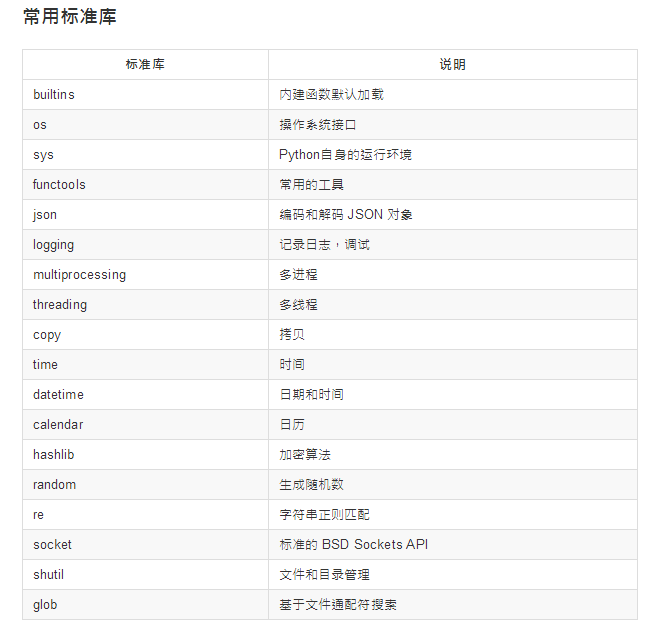 常用标准库
标准库 说明
builtins 内建函数默认加载
os 操作系统接口
sys Python自身的运行环境
functools 常用的工具
json 编码和解码 JSON 对象
logging 记录日志，调试
multiprocessing 多进程
threading 多线程
copy 拷贝
time 时间
datetime 日期和时间
calendar 日历
hashlib 加密算法
random 生成随机数
re 字符串正则匹配
socket 标准的 BSD Sockets API
shutil 文件和目录管理
glob 基于文件通配符搜索